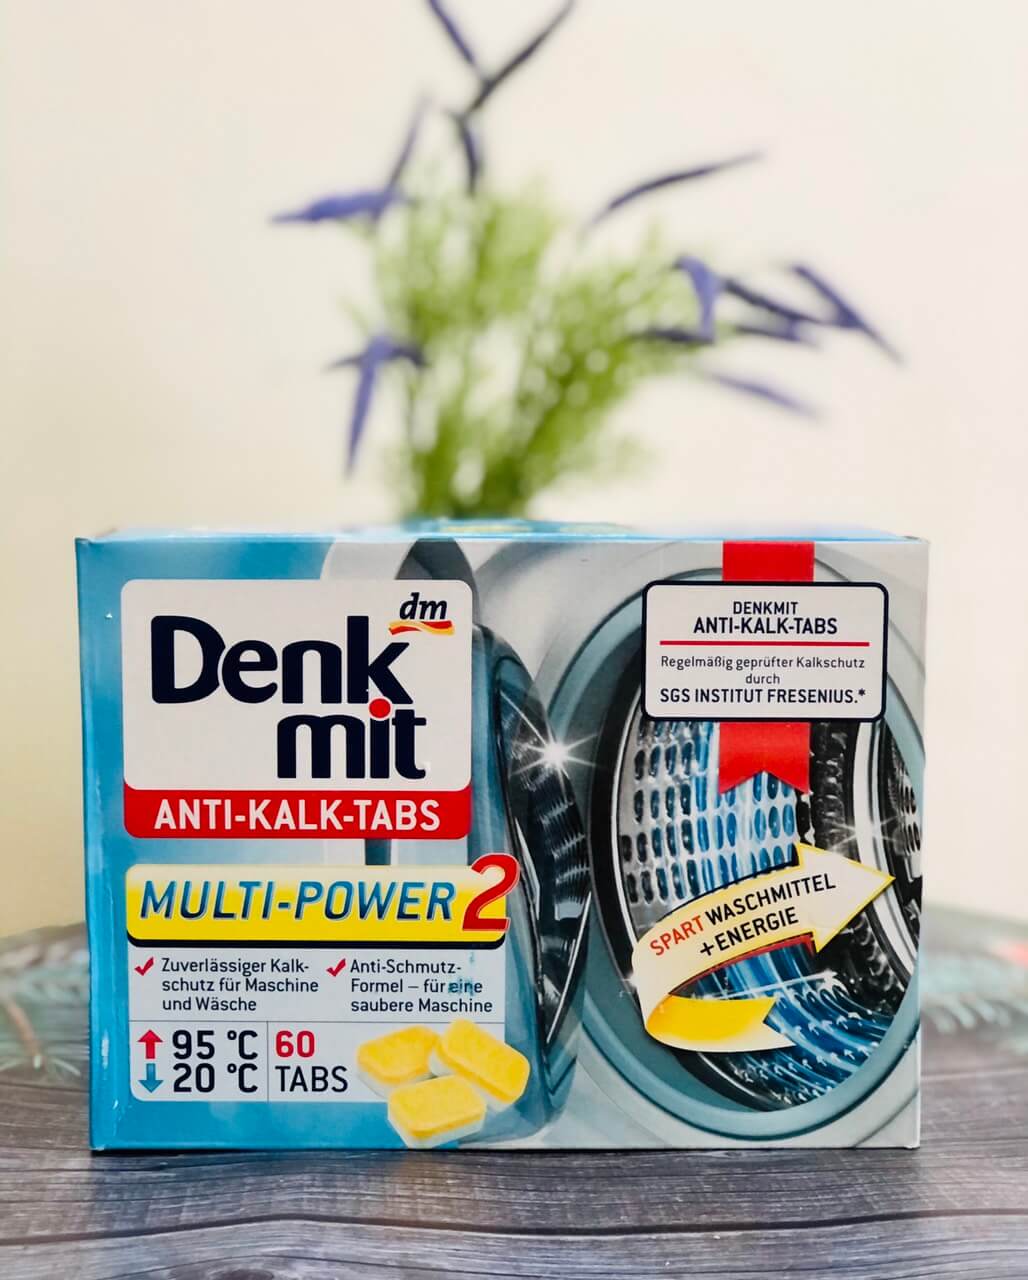 dm
Denk
mit
ANTI-KALK-TABS
MULTI-POWER 2
Zuverlässiger Kalk-
schutz für Maschine
und Wäsche
Anti-Schmutz-
Formel – für eine
saubere Maschine
95 °C
20 °C
60
TABS
DENKMIT
ANTI-KALK-TABS
Regelmäßig geprüfter Kalkschutz
durch
SGS INSTITUT FRESENIUS.*
SPART WASCHMITTEL
+ENERGIE